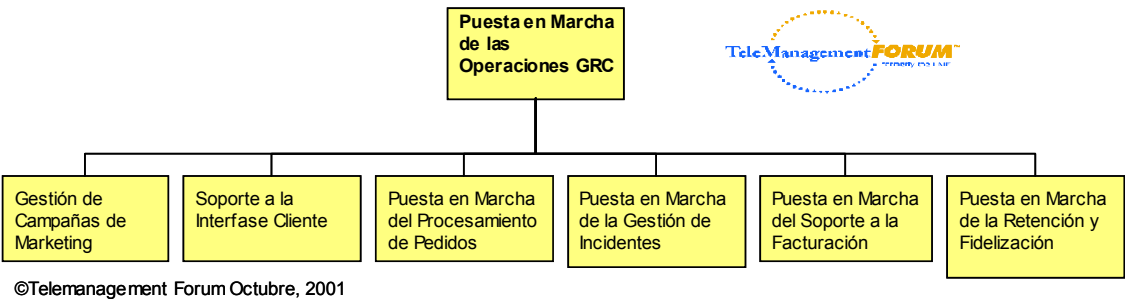 Puesta en Marcha
de las
Operaciones GRC
TeleManagement FORUM™
Gestión de
Campañas de
Marketing
Soporte a la
Interfase Cliente
Puesta en Marcha
del Procesamiento
de Pedidos
Puesta en Marcha
de la Gestión de
Incidentes
Puesta en Marcha
del Soporte a la
Facturación
Puesta en Marcha
de la Retención y
Fidelización
©Telemanagement Forum Octubre, 2001